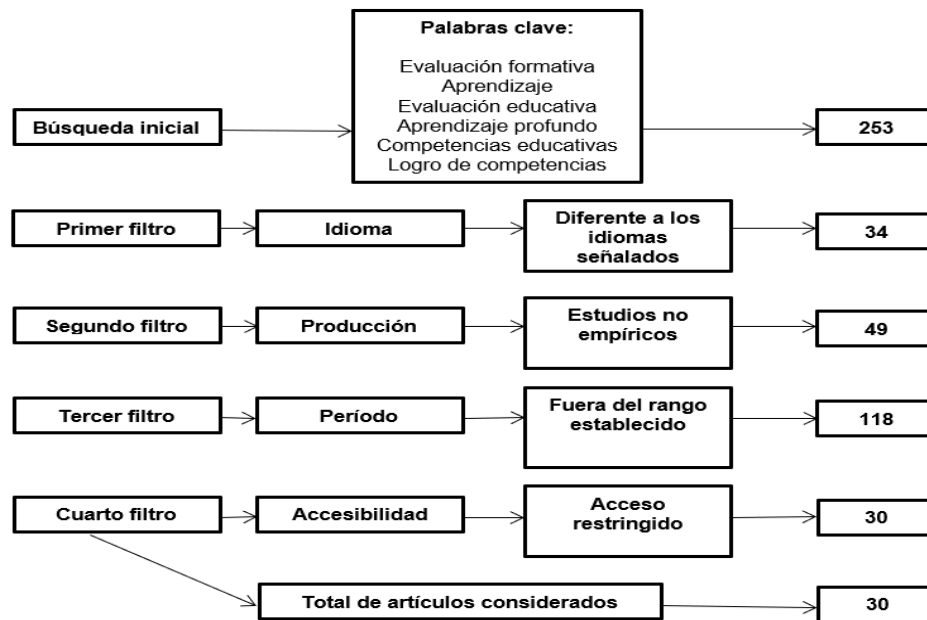 Palabras clave:
Evaluación formativa
Aprendizaje
Evaluación educativa
Aprendizaje profundo
Competencias educativas
Logro de competencias
Búsqueda inicial
253
Primer filtro
Idioma
Diferente a los
idiomas
señalados
34
Segundo filtro
Producción
Estudios no
empíricos
49
Tercer filtro
Período
Fuera del rango
establecido
118
Cuarto filtro
Accesibilidad
Acceso
restringido
30
Total de artículos considerados
30